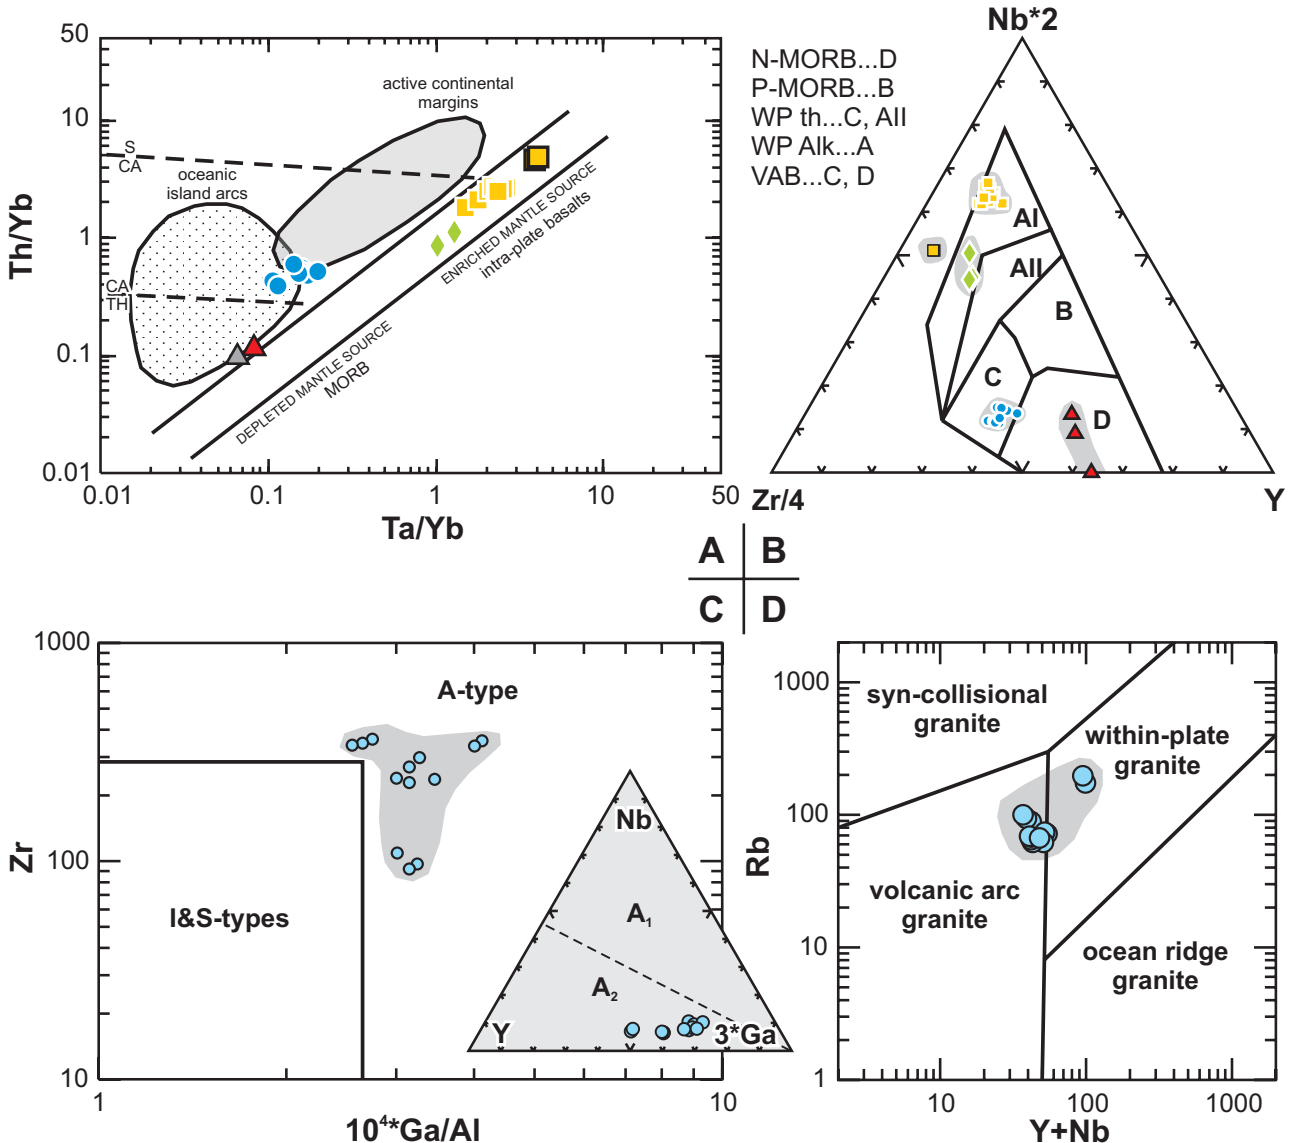 50
10
1
0.1
0.01
Th/Yb
0.01
0.1
1
10
50
Ta/Yb
S
CA
CA
TH
oceanic
island arcs
active continental
margins
ENRICHED MANTLE SOURCE
intra-plate basalts
DEPLETED MANTLE SOURCE
MORB
Nb*2
N-MORB...D
P-MORB...B
WP th...C, AII
WP Alk...A
VAB...C, D
AI
AII
B
C
D
Zr/4
Y
A
B
C
D
1000
100
10
Zr
A-type
I&S-types
1
10
10⁴*Ga/Al
Nb
A₁
A₂
Y
3*Ga
1000
100
10
1
Rb
syn-collisional
granite
within-plate
granite
volcanic arc
granite
ocean ridge
granite
10
100
1000
Y+Nb